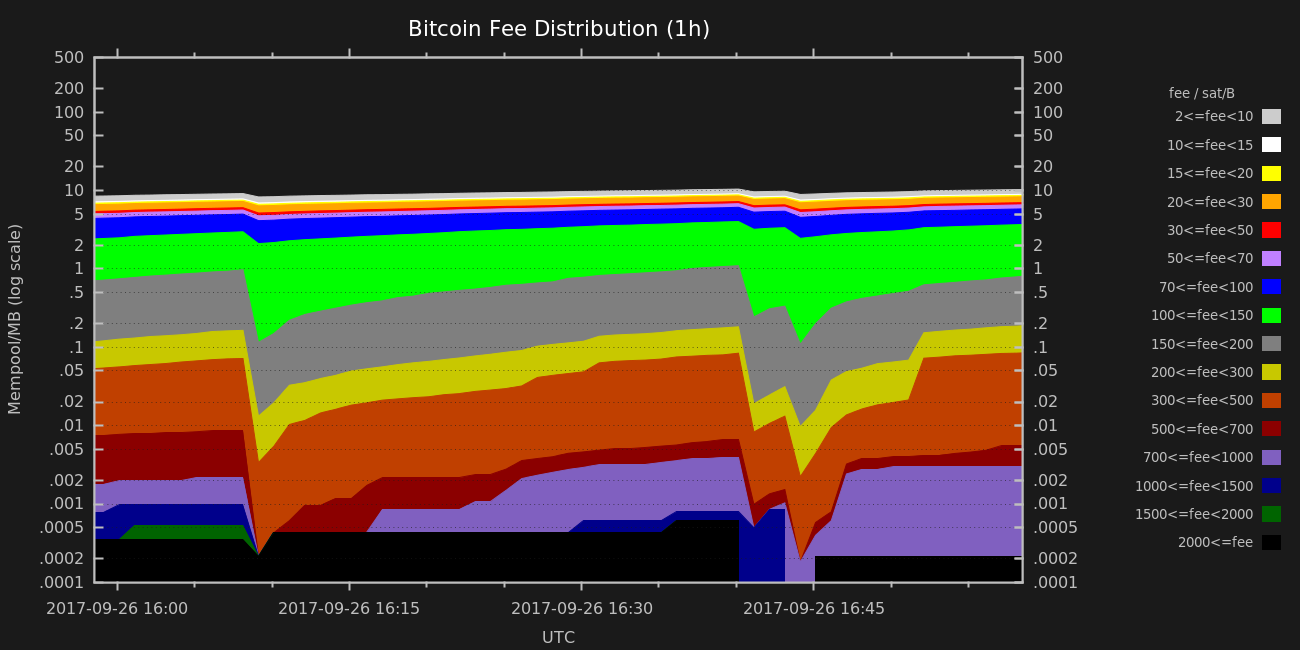 Bitcoin Fee Distribution (1h)
Mempool/MB (log scale)
500
200
100
50
20
10
5
2
1
.5
.2
.1
.05
.02
.01
.005
.002
.001
.0005
.0002
.0001
500
200
100
50
20
10
5
2
1
.5
.2
.1
.05
.02
.01
.005
.002
.001
.0005
.0002
.0001
2017-09-26 16:00
2017-09-26 16:15
2017-09-26 16:30
2017-09-26 16:45
UTC
fee / sat/B
2<=fee<10
10<=fee<15
15<=fee<20
20<=fee<30
30<=fee<50
50<=fee<70
70<=fee<100
100<=fee<150
150<=fee<200
200<=fee<300
300<=fee<500
500<=fee<700
700<=fee<1000
1000<=fee<1500
1500<=fee<2000
2000<=fee